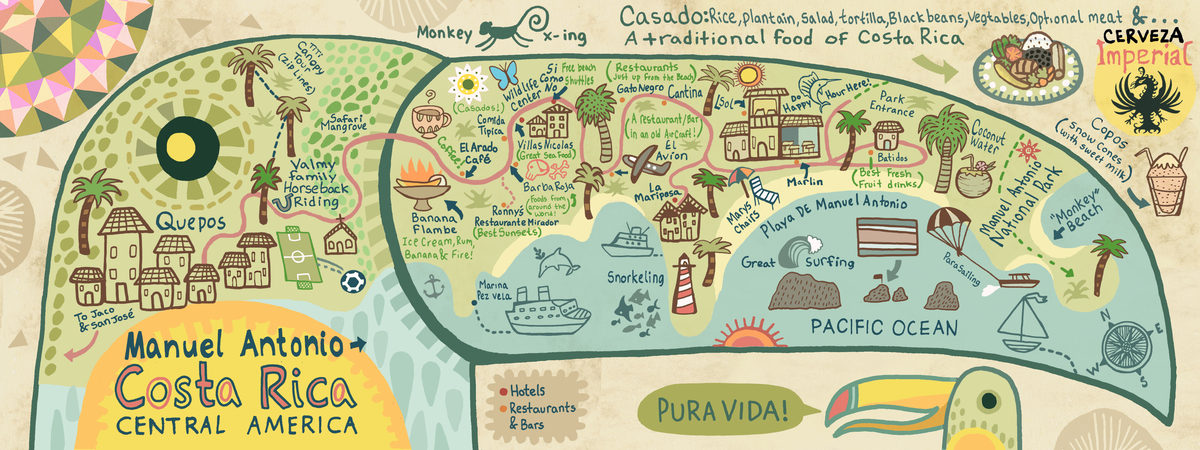 Monkey X-ing
Casado: Rice, plantain, salad, tortilla, Black beans, Vegtables, Optional meat &...
A traditional food of Costa Rica
CERVEZA
Imperial
Titi
Canopy
Tour
(zip lines)
Safari
Mangrove
Valmy
family
Horseback
Riding
Quepos
To Jaco
& San José
Manuel Antonio
Costa Rica
CENTRAL AMERICA
Coffee!
(Casados!)
Comida
Tipica
El Arado
Café
Banana
Flambe
Ice Cream, Rum,
Banana & Fire!
Wild Life
Center
Si
Como
No
Free beach
shuttles
Villas Nicolas
(Great Sea Food)
Barba Roja
(Foods from
around the
world!)
Ronny's
Restaurante Mirador
(Best Sunsets)
Restaurants
(Just up from the Beach)
Gato Negro
Cantina
(A restaurant/Bar
in an old Aircraft!)
El
Avion
La
Mariposa
¡Sol!
Do
Happy
Hour Here!
Park
Entrance
Batidos
(Best Fresh
Fruit drinks)
Marlin
Marys
Chairs
Coconut
Water
Manuel Antonio
National Park
"Monkey"
Beach
Copos
(snow cones
with sweet milk)
Playa DE Manuel Antonio
Great Surfing
Parasailing
Snorkeling
Marina
Pez vela
PACIFIC OCEAN
N
E
S
W
Hotels
Restaurants
& Bars
PURA VIDA!